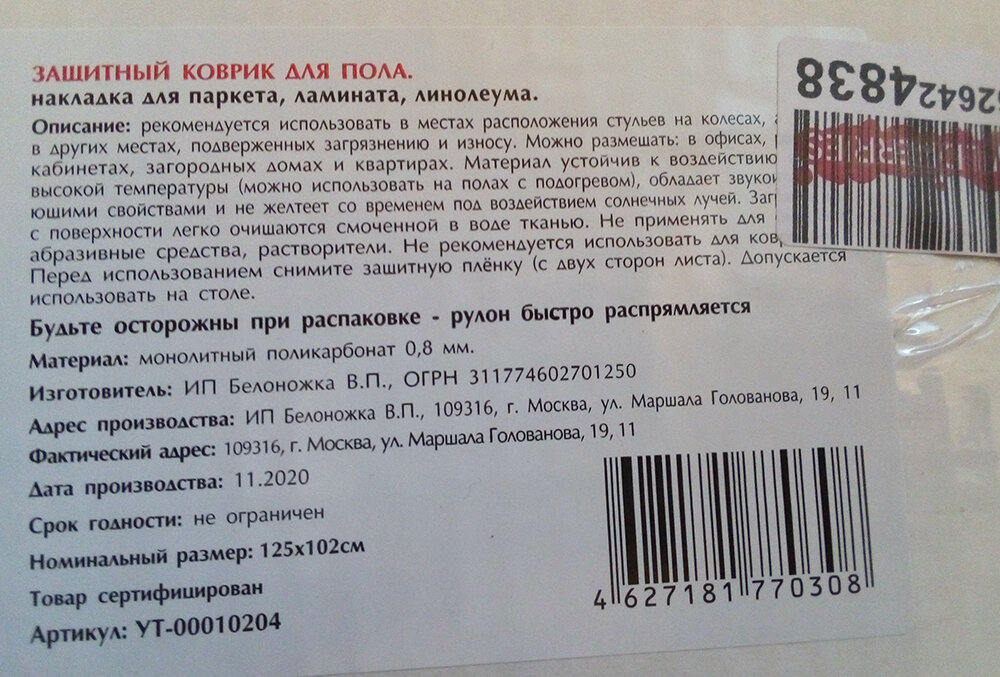 ЗАЩИТНЫЙ КОВРИК ДЛЯ ПОЛА.
накладка для паркета, ламината, линолеума.
Описание: рекомендуется использовать в местах расположения стульев на колесах,
в других местах, подверженных загрязнению и износу. Можно размещать: в офисах,
кабинетах, загородных домах и квартирах. Материал устойчив к воздействию
высокой температуры (можно использовать на полах с подогревом), обладает
ющими свойствами и не желтеет со временем под воздействием солнечных лучей.
с поверхности легко очищаются смоченной в воде тканью. Не применять для
абразивные средства, растворители. Не рекомендуется использовать для
Перед использованием снимите защитную плёнку (с двух сторон листа). Допускается
использовать на столе.
Будьте осторожны при распаковке - рулон быстро распрямляется
Материал: монолитный поликарбонат 0,8 мм.
Изготовитель: ИП Белоножка В.П., ОГРН 311774602701250
Адрес производства: ИП Белоножка В.П., 109316, г. Москва, ул. Маршала Голованова, 19, 11
Фактический адрес: 109316, г. Москва, ул. Маршала Голованова, 19, 11
Дата производства: 11.2020
Срок годности: не ограничен
Номинальный размер: 125х102см
Товар сертифицирован
Артикул: УТ-00010204
4 627181 770308